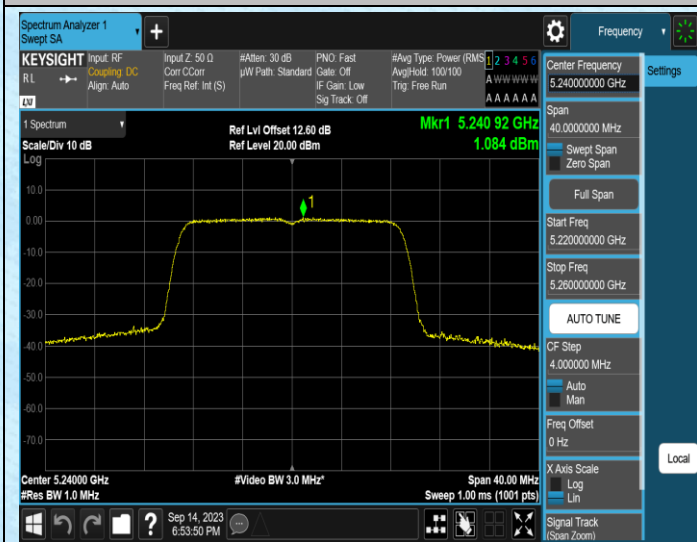 Spectrum Analyzer 1
Swept SA
Frequency
KEYSIGHT
RL
Input: RF
Coupling: DC
Align: Auto
Input Z: 50 Ω
Corr CCorr
Freq Ref: Int (S)
#Atten: 30 dB
µW Path: Standard
PNO: Fast
Gate: Off
IF Gain: Low
Sig Track: Off
#Avg Type: Power (RMS
Avg|Hold: 100/100
Trig: Free Run
1 2 3 4 5 6
A W W W W W
A A A A A A
1 Spectrum
Scale/Div 10 dB
Log
Ref Lvl Offset 12.60 dB
Ref Level 20.00 dBm
Mkr1 5.240 92 GHz
1.084 dBm
1
10.0
0.00
-10.0
-20.0
-30.0
-40.0
-50.0
-60.0
-70.0
Center 5.24000 GHz
#Res BW 1.0 MHz
#Video BW 3.0 MHz*
Span 40.00 MHz
Sweep 1.00 ms (1001 pts)
Sep 14, 2023
6:53:50 PM
Center Frequency
5.240000000 GHz
Span
40.0000000 MHz
Swept Span
Zero Span
Full Span
Start Freq
5.220000000 GHz
Stop Freq
5.260000000 GHz
AUTO TUNE
CF Step
4.000000 MHz
Auto
Man
Freq Offset
0 Hz
X Axis Scale
Log
Lin
Signal Track
(Span Zoom)
Settings
Local